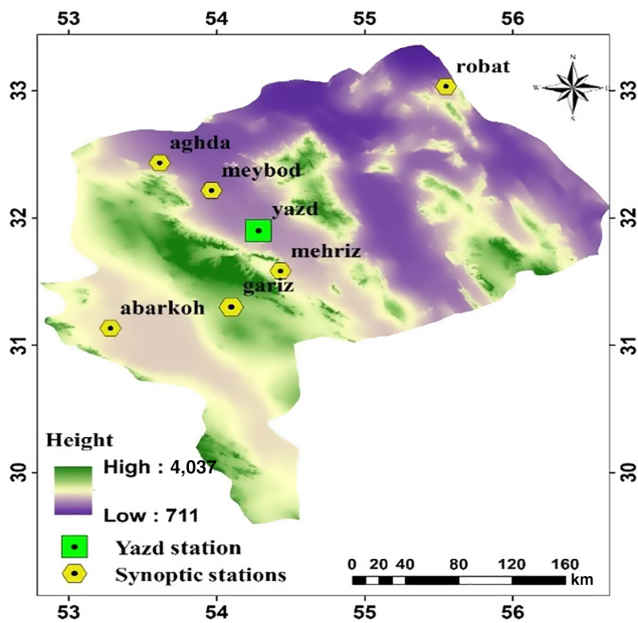 53 54 55 56
N
W
S
33 33
robat
aghda
meybod
32 32
yazd
mehriz
gariz
abarkoh
31 31
Height
High : 4,037
30 30
Low : 711
Yazd station
Synoptic stations
0 20 40 80 120 160
km
53 54 55 56